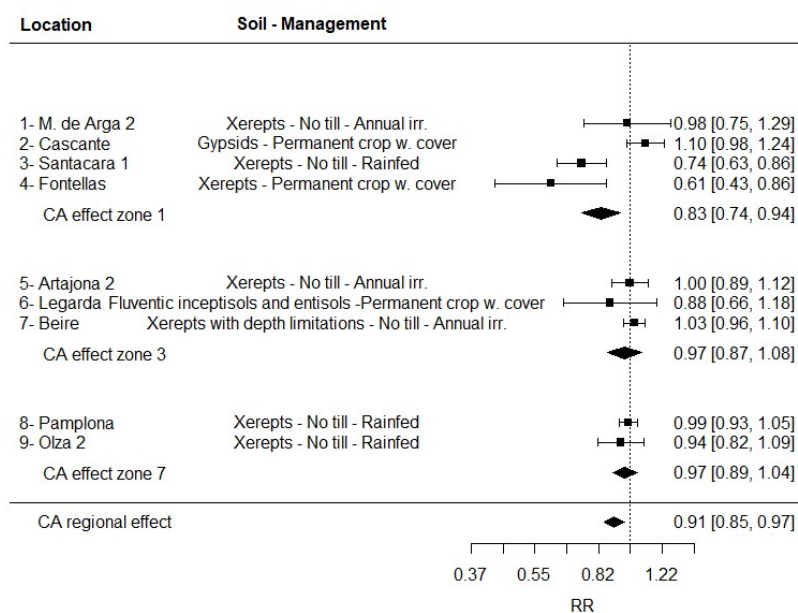 Location Soil - Management
1- M. de Arga 2 Xerepts - No till - Annual irr. 0.98 [0.75, 1.29]
2- Cascante Gypsids - Permanent crop w. cover 1.10 [0.98, 1.24]
3- Santacara 1 Xerepts - No till - Rainfed 0.74 [0.63, 0.86]
4- Fontellas Xerepts - Permanent crop w. cover 0.61 [0.43, 0.86]
CA effect zone 1 0.83 [0.74, 0.94]
5- Artajona 2 Xerepts - No till - Annual irr. 1.00 [0.89, 1.12]
6- Legarda Fluventic inceptisols and entisols -Permanent crop w. cover 0.88 [0.66, 1.18]
7- Beire Xerepts with depth limitations - No till - Annual irr. 1.03 [0.96, 1.10]
CA effect zone 3 0.97 [0.87, 1.08]
8- Pamplona Xerepts - No till - Rainfed 0.99 [0.93, 1.05]
9- Olza 2 Xerepts - No till - Rainfed 0.94 [0.82, 1.09]
CA effect zone 7 0.97 [0.89, 1.04]
CA regional effect 0.91 [0.85, 0.97]
0.37 0.55 0.82 1.22
RR